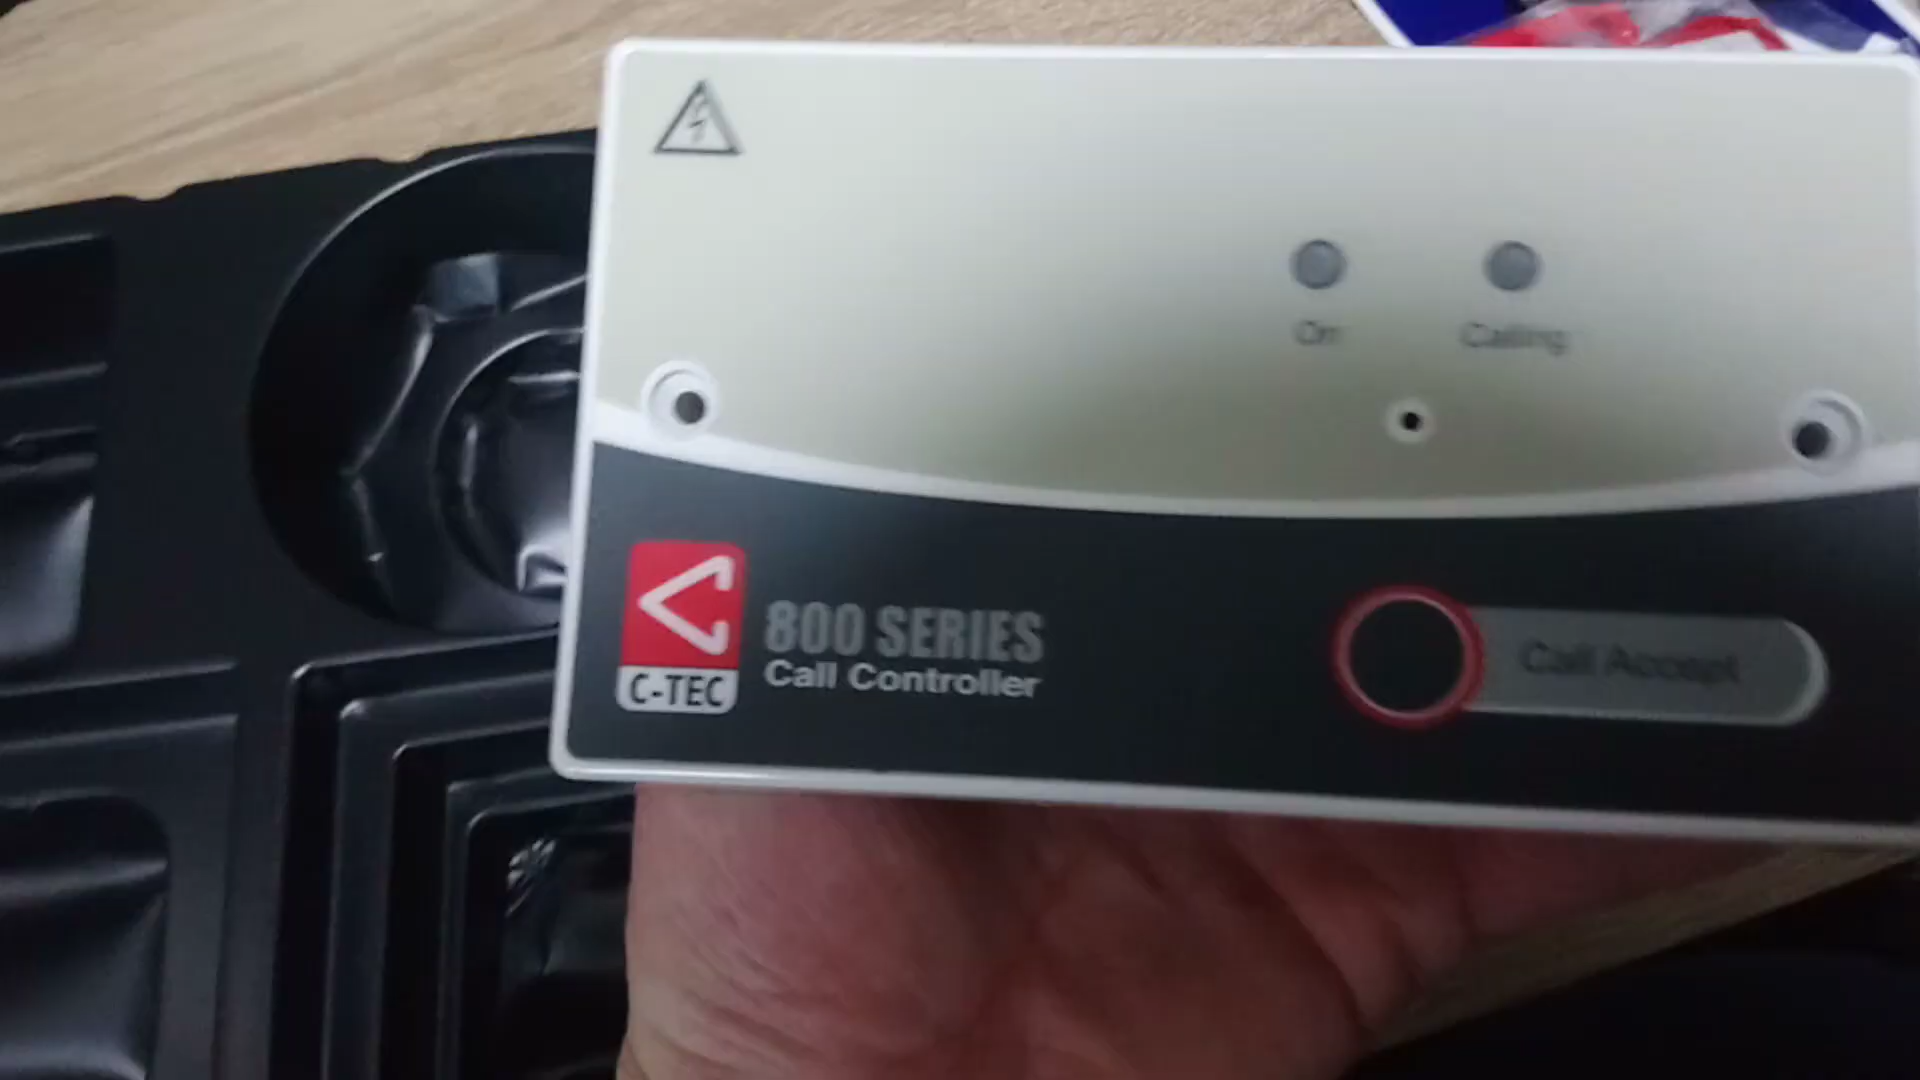 On
Calling
C-TEC
800 SERIES
Call Controller
Call Accept